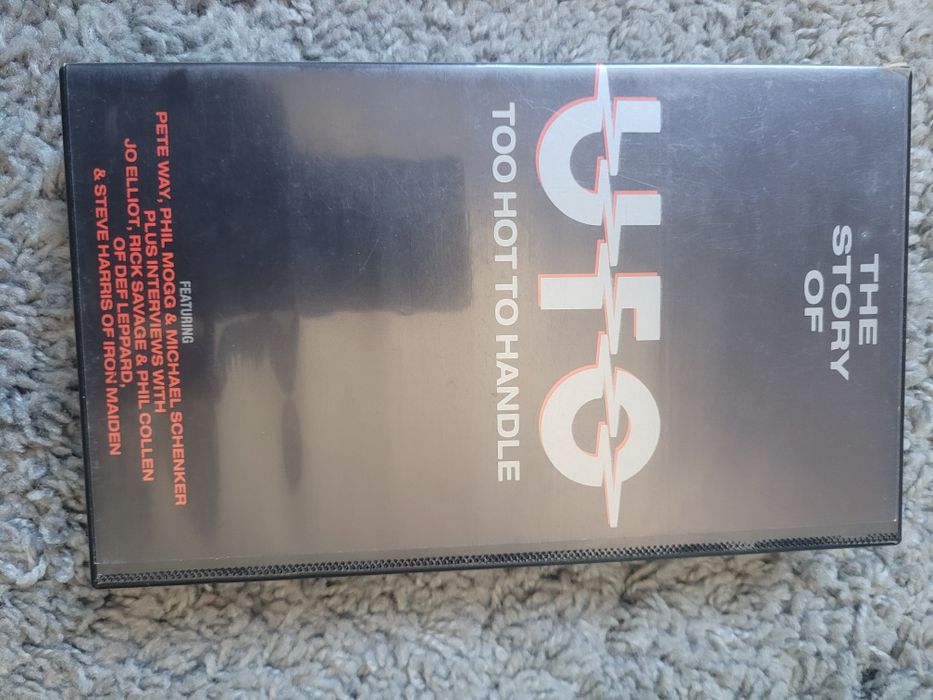 THE
STORY
OF
UFO
TOO HOT TO HANDLE
FEATURING
PETE WAY, PHIL MOGG & MICHAEL SCHENKER
PLUS INTERVIEWS WITH
JO ELLIOT, RICK SAVAGE & PHIL COLLEN
OF DEF LEPPARD,
& STEVE HARRIS OF IRON MAIDEN